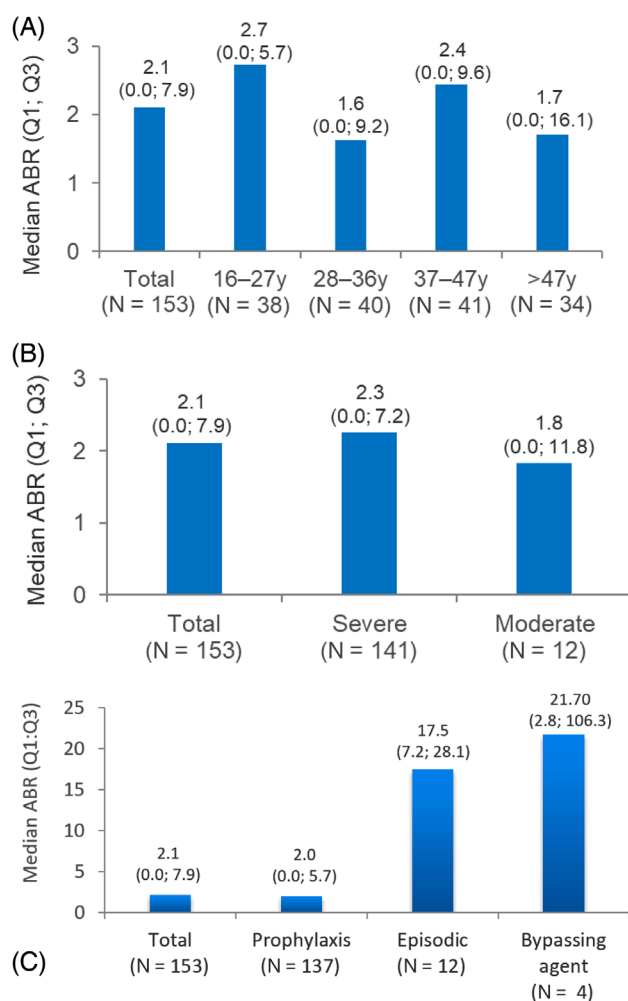 (A)
Median ABR (Q1; Q3)
3
2
1
0
2.1
(0.0; 7.9)
2.7
(0.0; 5.7)
1.6
(0.0; 9.2)
2.4
(0.0; 9.6)
1.7
(0.0; 16.1)
Total
(N = 153)
16–27y
(N = 38)
28–36y
(N = 40)
37–47y
(N = 41)
>47y
(N = 34)
(B)
Median ABR (Q1; Q3)
3
2
1
0
2.1
(0.0; 7.9)
2.3
(0.0; 7.2)
1.8
(0.0; 11.8)
Total
(N = 153)
Severe
(N = 141)
Moderate
(N = 12)
Median ABR (Q1:Q3)
25
20
15
10
5
0
2.1
(0.0; 7.9)
2.0
(0.0; 5.7)
17.5
(7.2; 28.1)
21.70
(2.8; 106.3)
Total
(N = 153)
Prophylaxis
(N = 137)
Episodic
(N = 12)
Bypassing
agent
(N = 4)
(C)